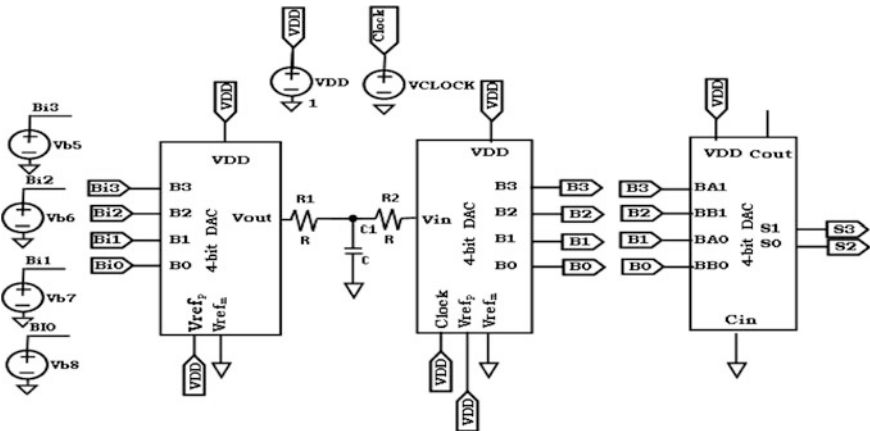 VDD
Clock
VDD
1
VCLOCK
Bi3
Vb5
Bi2
Vb6
Bi1
Vb7
BI0
Vb8
VDD
VDD
Bi3
B3
Bi2
B2
Bi1
B1
Bi0
B0
4-bit DAC
Vout
Vrefp
Vrefm
VDD
R1
R
C1
C
R2
R
VDD
VDD
Vin
4-bit DAC
B3
B3
B2
B2
B1
B1
B0
B0
Clock
Vrefp
Vrefm
VDD
VDD
VDD
VDD Cout
B3
BA1
B2
BB1
B1
BA0
B0
BB0
4-bit DAC
S1
S3
S0
S2
Cin